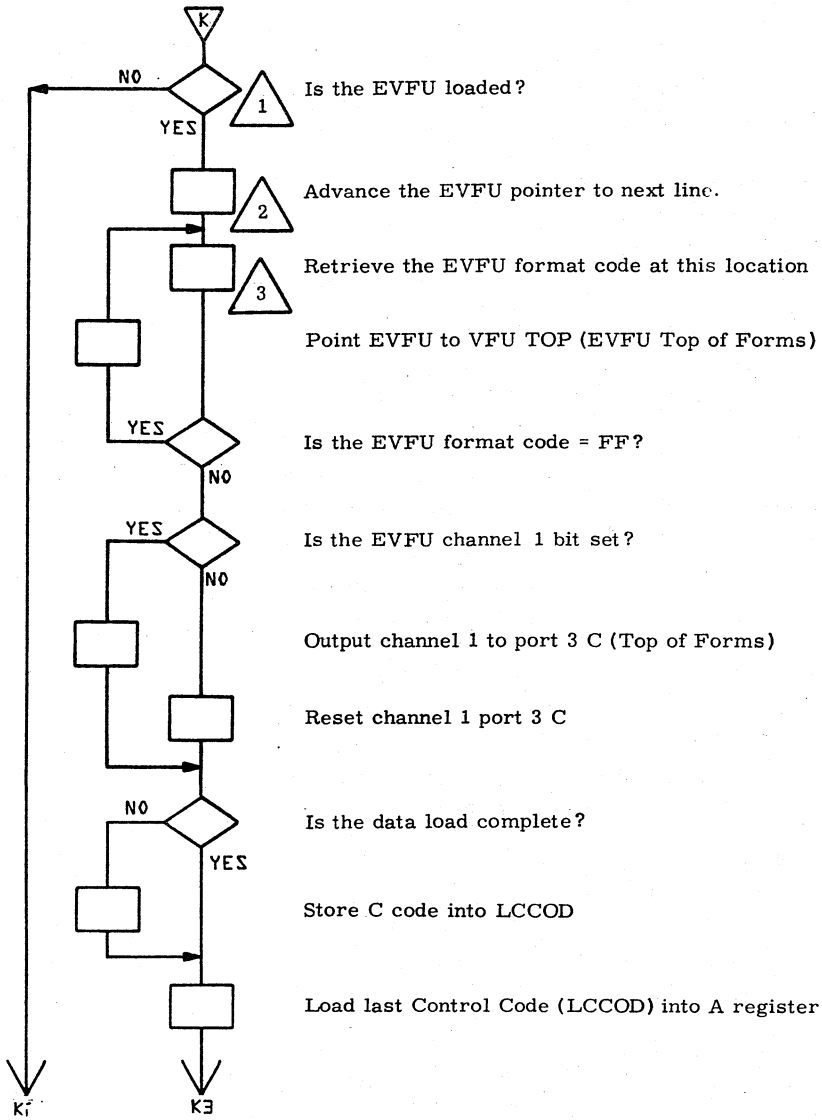 K
NO
1
Is the EVFU loaded?
YES
2
Advance the EVFU pointer to next line.
3
Retrieve the EVFU format code at this location
Point EVFU to VFU TOP (EVFU Top of Forms)
YES
Is the EVFU format code = FF?
NO
YES
Is the EVFU channel 1 bit set?
NO
Output channel 1 to port 3 C (Top of Forms)
Reset channel 1 port 3 C
NO
Is the data load complete?
YES
Store C code into LCCOD
Load last Control Code (LCCOD) into A register
K3